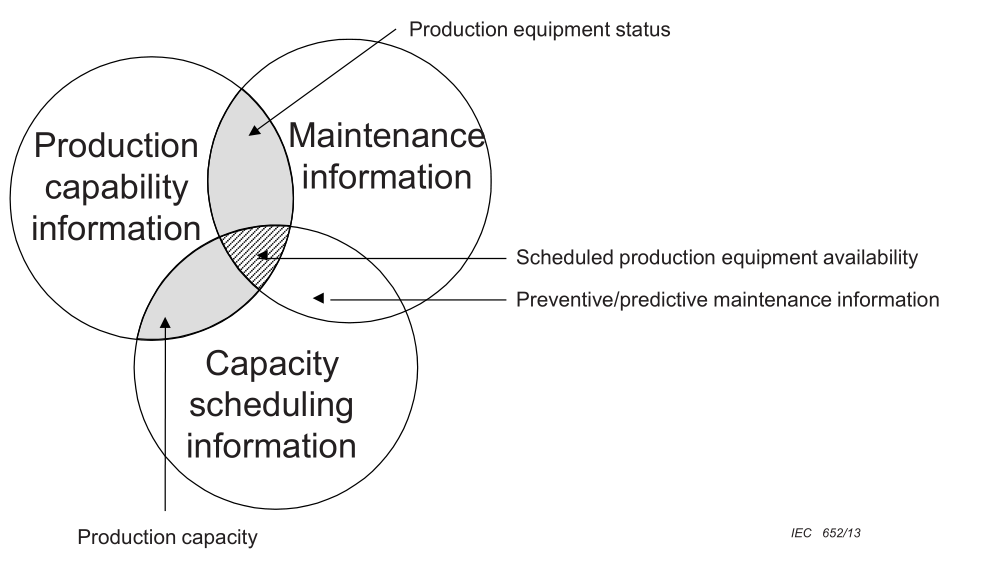 Production equipment status
Production
capability
information
Maintenance
information
Scheduled production equipment availability
Preventive/predictive maintenance information
Capacity
scheduling
information
Production capacity
IEC 652/13